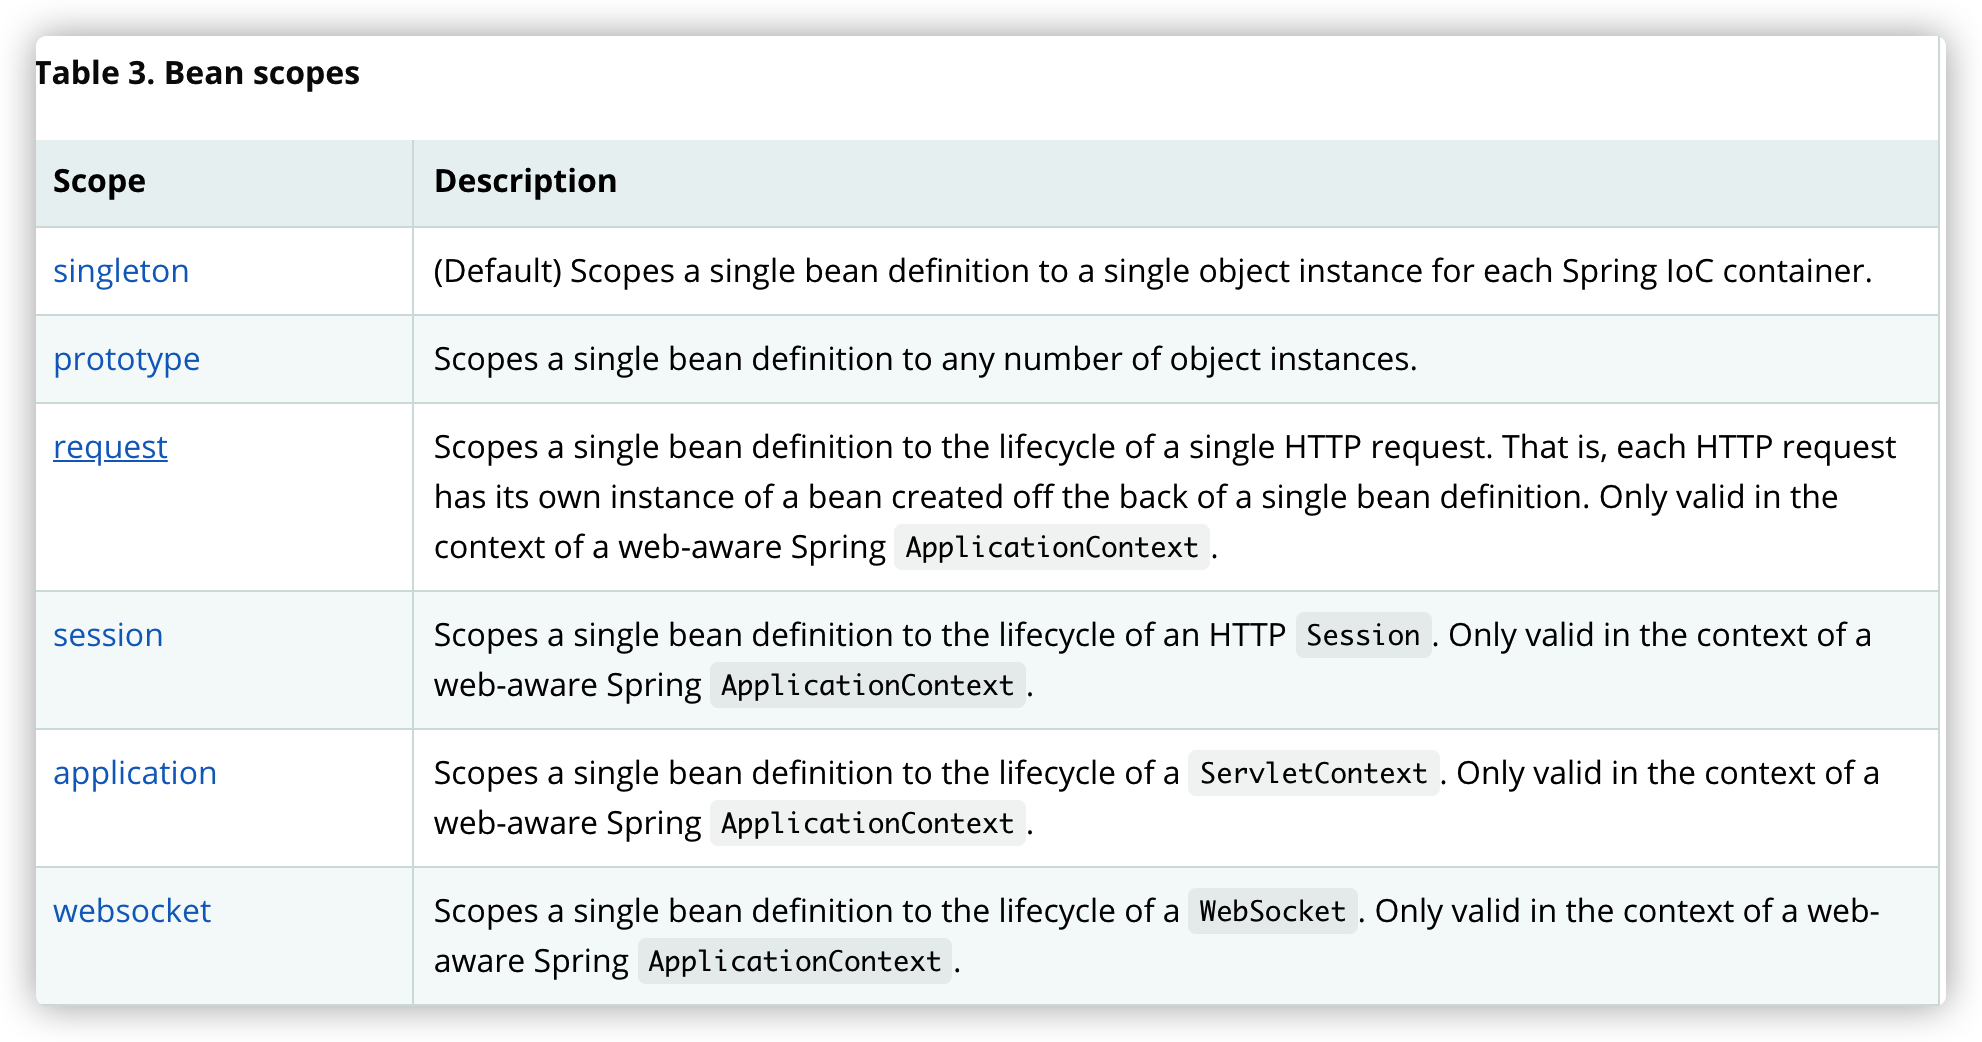 Table 3. Bean scopes
Scope Description
singleton (Default) Scopes a single bean definition to a single object instance for each Spring IoC container.
prototype Scopes a single bean definition to any number of object instances.
request Scopes a single bean definition to the lifecycle of a single HTTP request. That is, each HTTP request
has its own instance of a bean created off the back of a single bean definition. Only valid in the
context of a web-aware Spring ApplicationContext.
session Scopes a single bean definition to the lifecycle of an HTTP Session. Only valid in the context of a
web-aware Spring ApplicationContext.
application Scopes a single bean definition to the lifecycle of a ServletContext. Only valid in the context of a
web-aware Spring ApplicationContext.
websocket Scopes a single bean definition to the lifecycle of a WebSocket. Only valid in the context of a web-
aware Spring ApplicationContext.